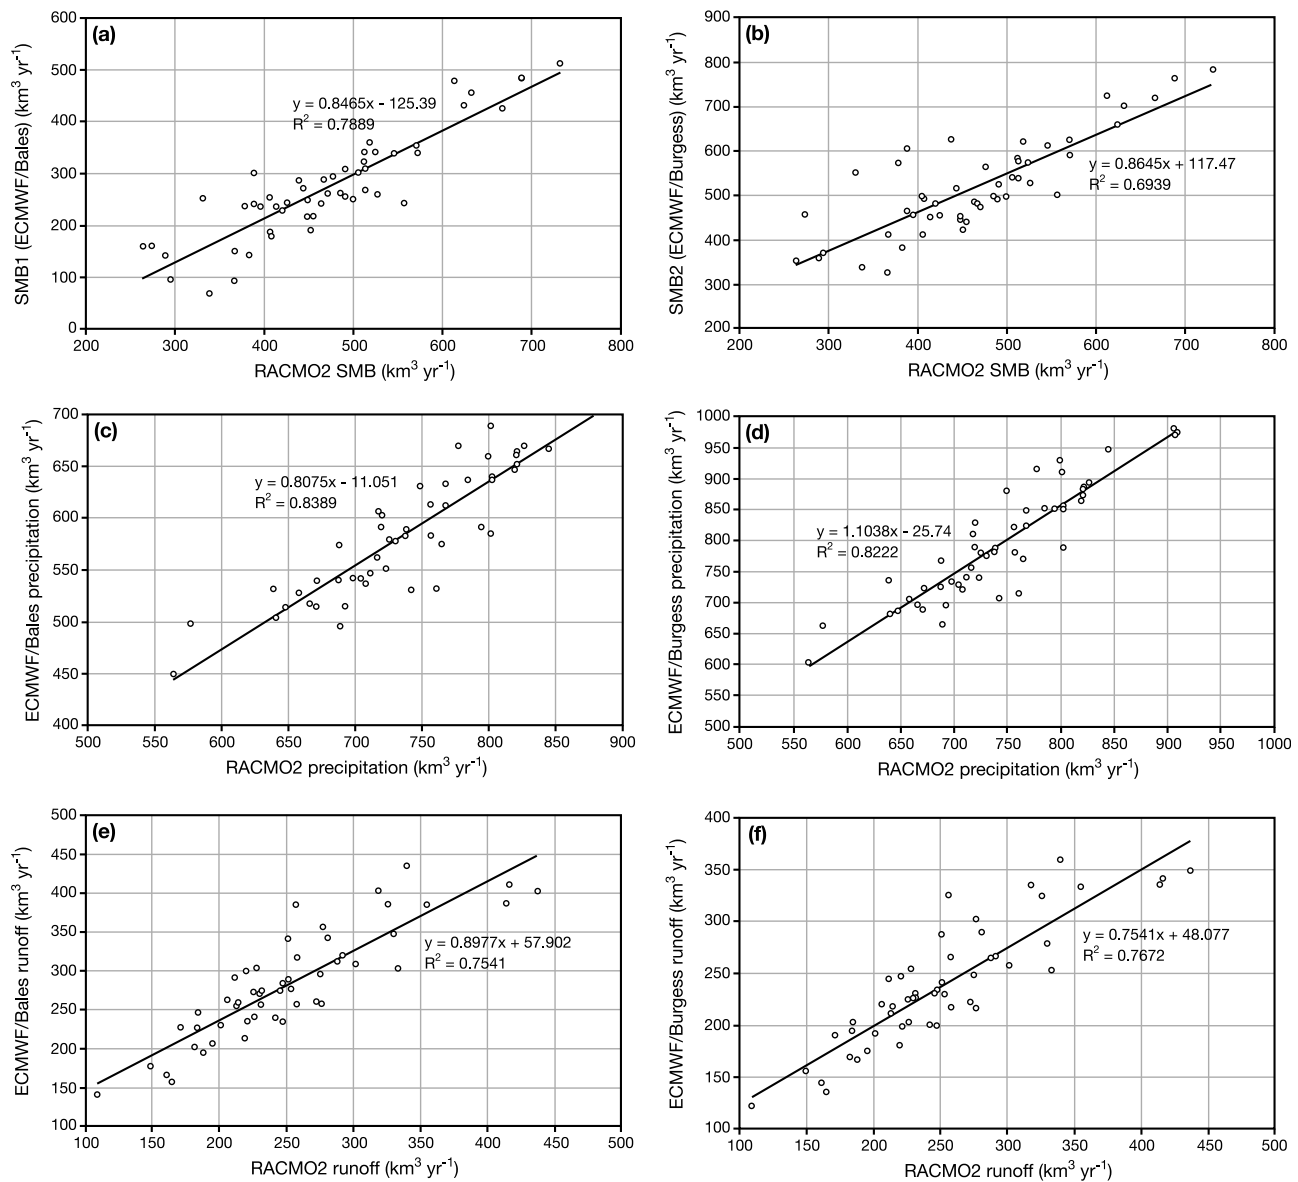 (a)
SMB1 (ECMWF/Bales) (km³ yr⁻¹)
600
500
400
300
200
100
0
y = 0.8465x - 125.39
R² = 0.7889
200 300 400 500 600 700 800
RACMO2 SMB (km³ yr⁻¹)
(b)
SMB2 (ECMWF/Burgess) (km³ yr⁻¹)
900
800
700
600
500
400
300
200
y = 0.8645x + 117.47
R² = 0.6939
200 300 400 500 600 700 800
RACMO2 SMB (km³ yr⁻¹)
(c)
ECMWF/Bales precipitation (km³ yr⁻¹)
700
650
600
550
500
450
400
y = 0.8075x - 11.051
R² = 0.8389
500 550 600 650 700 750 800 850 900
RACMO2 precipitation (km³ yr⁻¹)
(d)
ECMWF/Burgess precipitation (km³ yr⁻¹)
1000
950
900
850
800
750
700
650
600
550
500
y = 1.1038x - 25.74
R² = 0.8222
500 550 600 650 700 750 800 850 900 950 1000
RACMO2 precipitation (km³ yr⁻¹)
(e)
ECMWF/Bales runoff (km³ yr⁻¹)
500
450
400
350
300
250
200
150
100
y = 0.8977x + 57.902
R² = 0.7541
100 150 200 250 300 350 400 450 500
RACMO2 runoff (km³ yr⁻¹)
(f)
ECMWF/Burgess runoff (km³ yr⁻¹)
400
350
300
250
200
150
100
y = 0.7541x + 48.077
R² = 0.7672
100 150 200 250 300 350 400 450 500
RACMO2 runoff (km³ yr⁻¹)